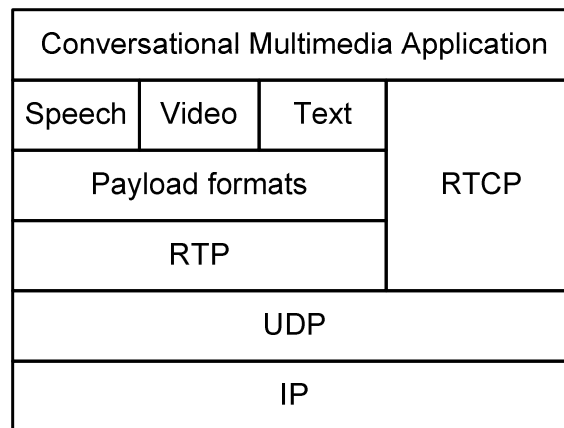 Conversational Multimedia Application
Speech Video Text
RTCP
Payload formats
RTP
UDP
IP